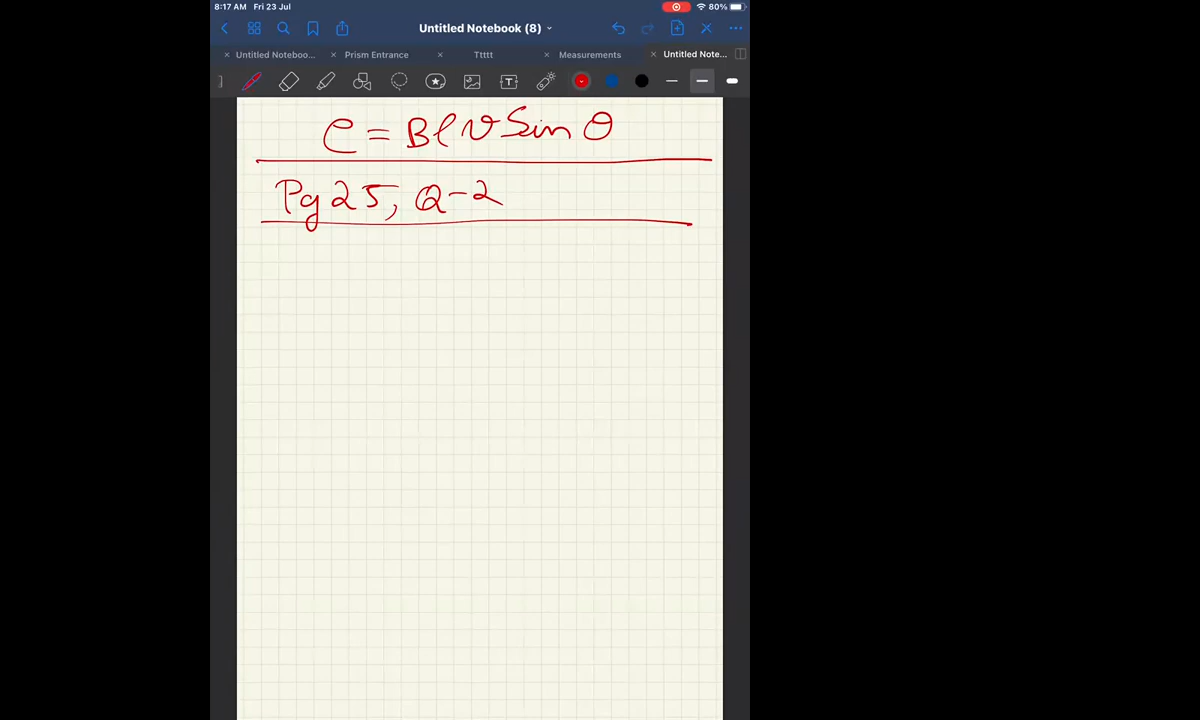 8:17 AM Fri 23 Jul
80%
Untitled Notebook (8)
Untitled Noteboo...
Prism Entrance
Ttttt
Measurements
Untitled Note...
T
e = Blv Sin θ
Pg 25, Q-2